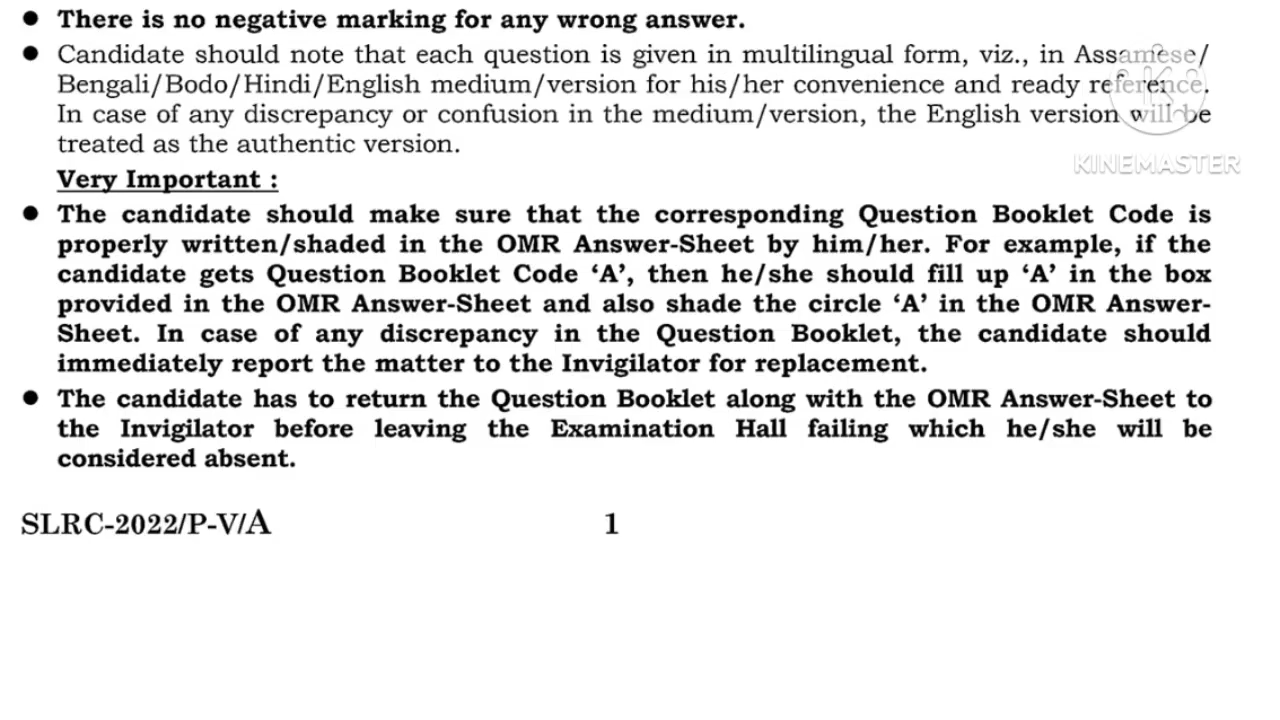 ● There is no negative marking for any wrong answer.
● Candidate should note that each question is given in multilingual form, viz., in Assamese/
Bengali/Bodo/Hindi/English medium/version for his/her convenience and ready reference.
In case of any discrepancy or confusion in the medium/version, the English version will be
treated as the authentic version.
KINEMASTER
Very Important :
● The candidate should make sure that the corresponding Question Booklet Code is
properly written/shaded in the OMR Answer-Sheet by him/her. For example, if the
candidate gets Question Booklet Code ‘A’, then he/she should fill up ‘A’ in the box
provided in the OMR Answer-Sheet and also shade the circle ‘A’ in the OMR Answer-
Sheet. In case of any discrepancy in the Question Booklet, the candidate should
immediately report the matter to the Invigilator for replacement.
● The candidate has to return the Question Booklet along with the OMR Answer-Sheet to
the Invigilator before leaving the Examination Hall failing which he/she will be
considered absent.
SLRC-2022/P-V/A 1